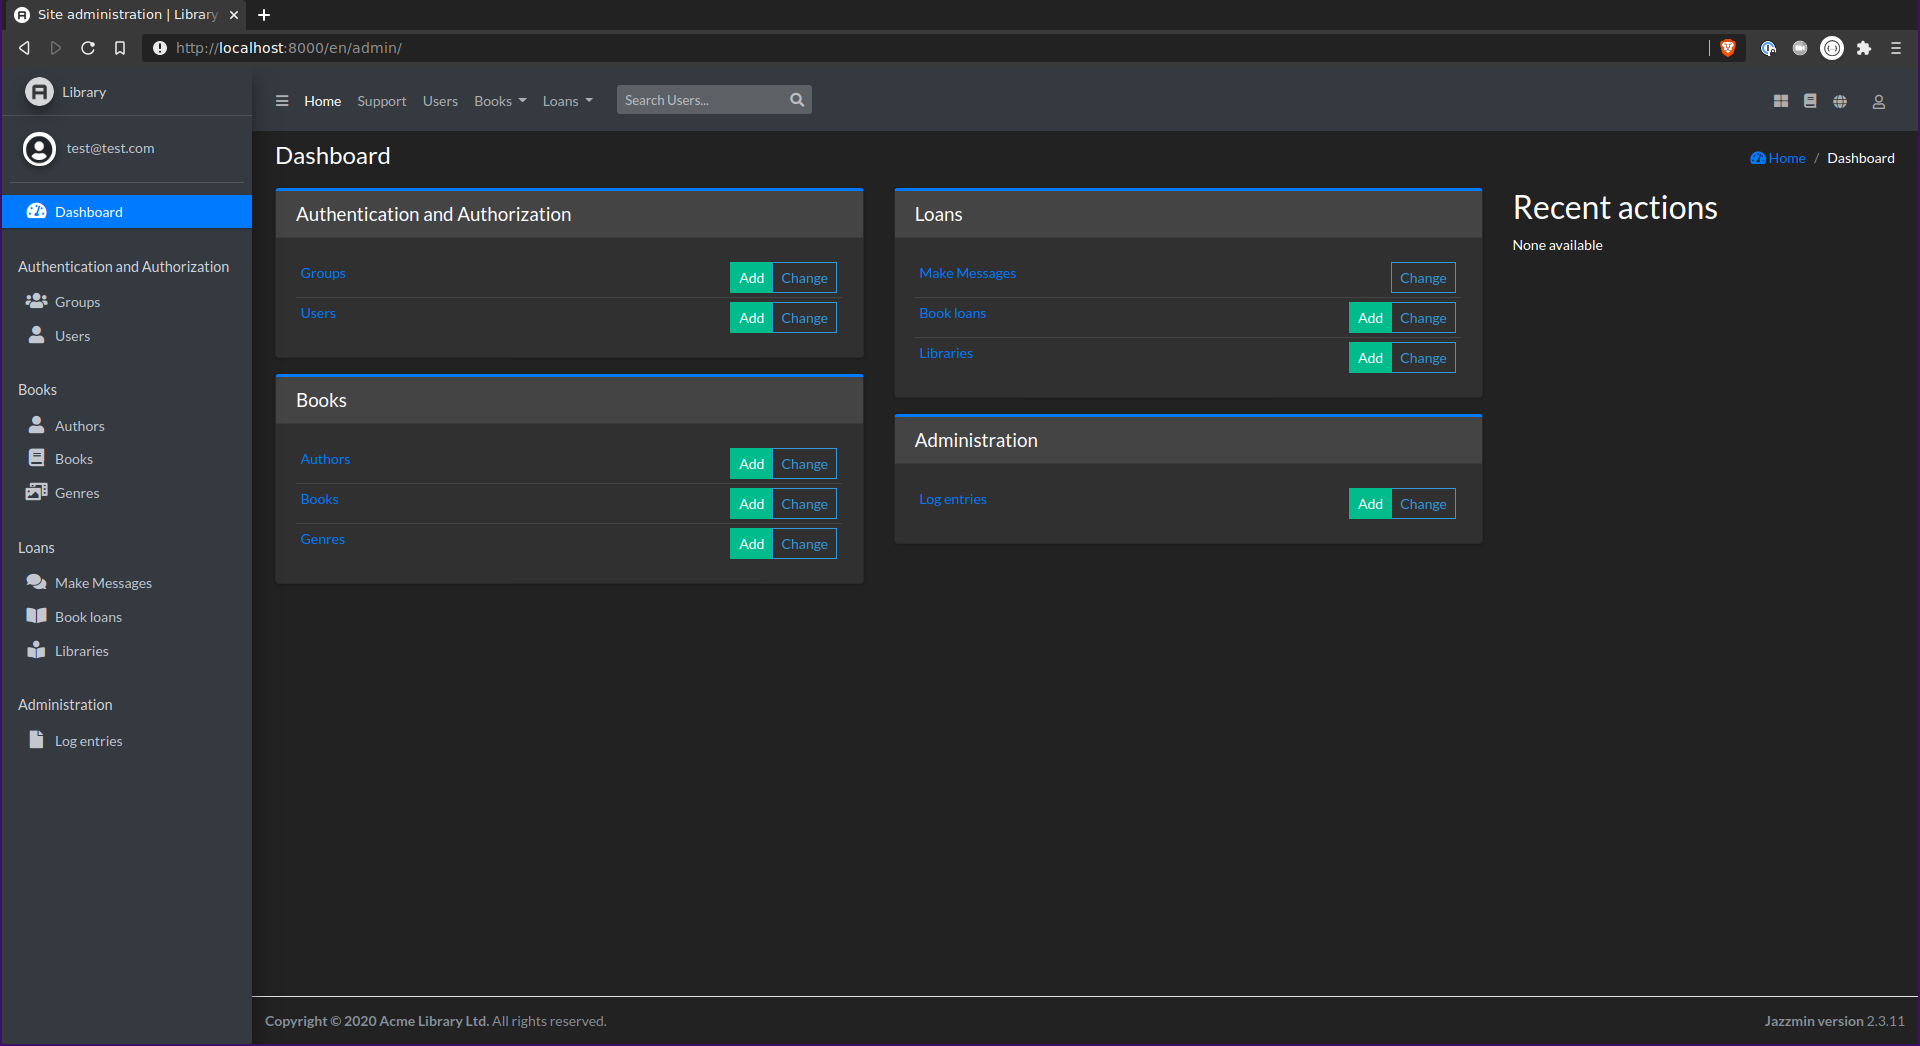 Site administration | Library
http://localhost:8000/en/admin/
Library
test@test.com
Dashboard
Authentication and Authorization
Groups
Users
Books
Authors
Books
Genres
Loans
Make Messages
Book loans
Libraries
Administration
Log entries
Home Support Users Books Loans Search Users...
Dashboard
Home / Dashboard
Authentication and Authorization
Groups Add Change
Users Add Change
Books
Authors Add Change
Books Add Change
Genres Add Change
Loans
Make Messages Change
Book loans Add Change
Libraries Add Change
Administration
Log entries Add Change
Recent actions
None available
Copyright © 2020 Acme Library Ltd. All rights reserved.
Jazzmin version 2.3.11